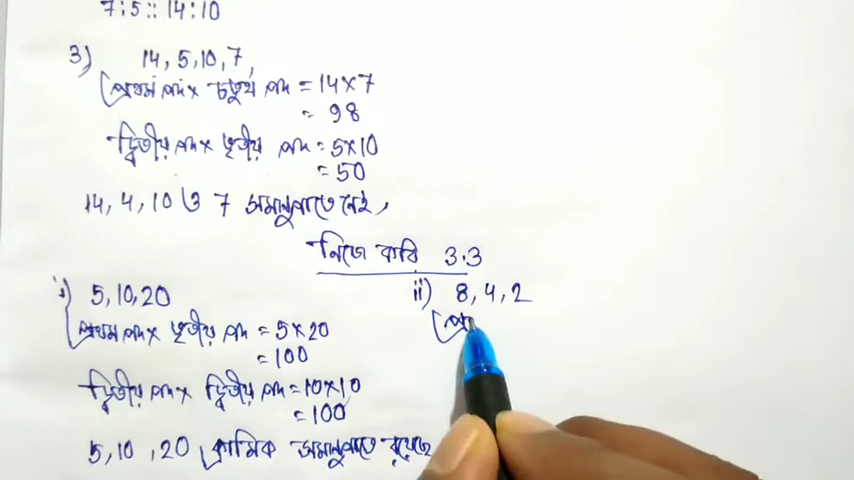 7:5::14:10
3) 14, 5, 10, 7,
প্রথম পদ × চতুর্থ পদ = 14×7
= 98
দ্বিতীয় পদ × তৃতীয় পদ = 5×10
= 50
14, 4, 10 ও 7 সমানুপাতে নেই,
নিজে করি 3.3
i) 5, 10, 20
প্রথম পদ × তৃতীয় পদ = 5×20
= 100
দ্বিতীয় পদ × দ্বিতীয় পদ = 10×10
= 100
5, 10, 20 ক্রমিক সমানুপাতে রয়েছে
ii) 8, 4, 2
প্র